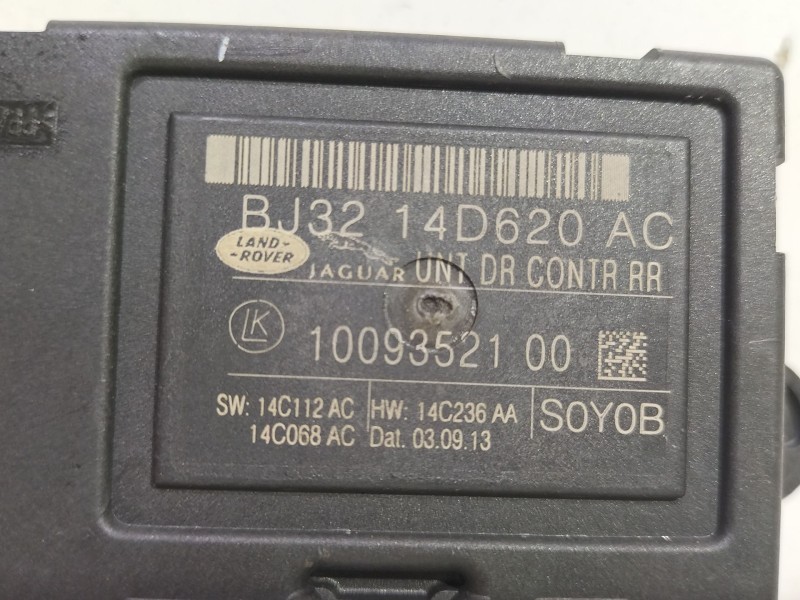 BJ32 14D620 AC
LAND-
-ROVER
JAGUAR UNT DR CONTR RR
LK 10093521 00
SW: 14C112 AC HW: 14C236 AA SOYOB
14C068 AC Dat. 03.09.13